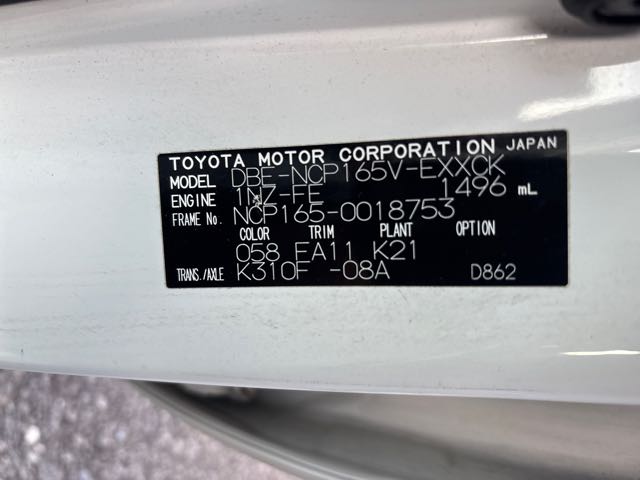 TOYOTA MOTOR CORPORATION JAPAN
MODEL DBE-NCP165V-EXXCK
ENGINE 1NZ-FE 1496 mL
FRAME No. NCP165-0018753
COLOR TRIM PLANT OPTION
058 FA11 K21
TRANS./AXLE K310F -08A D862